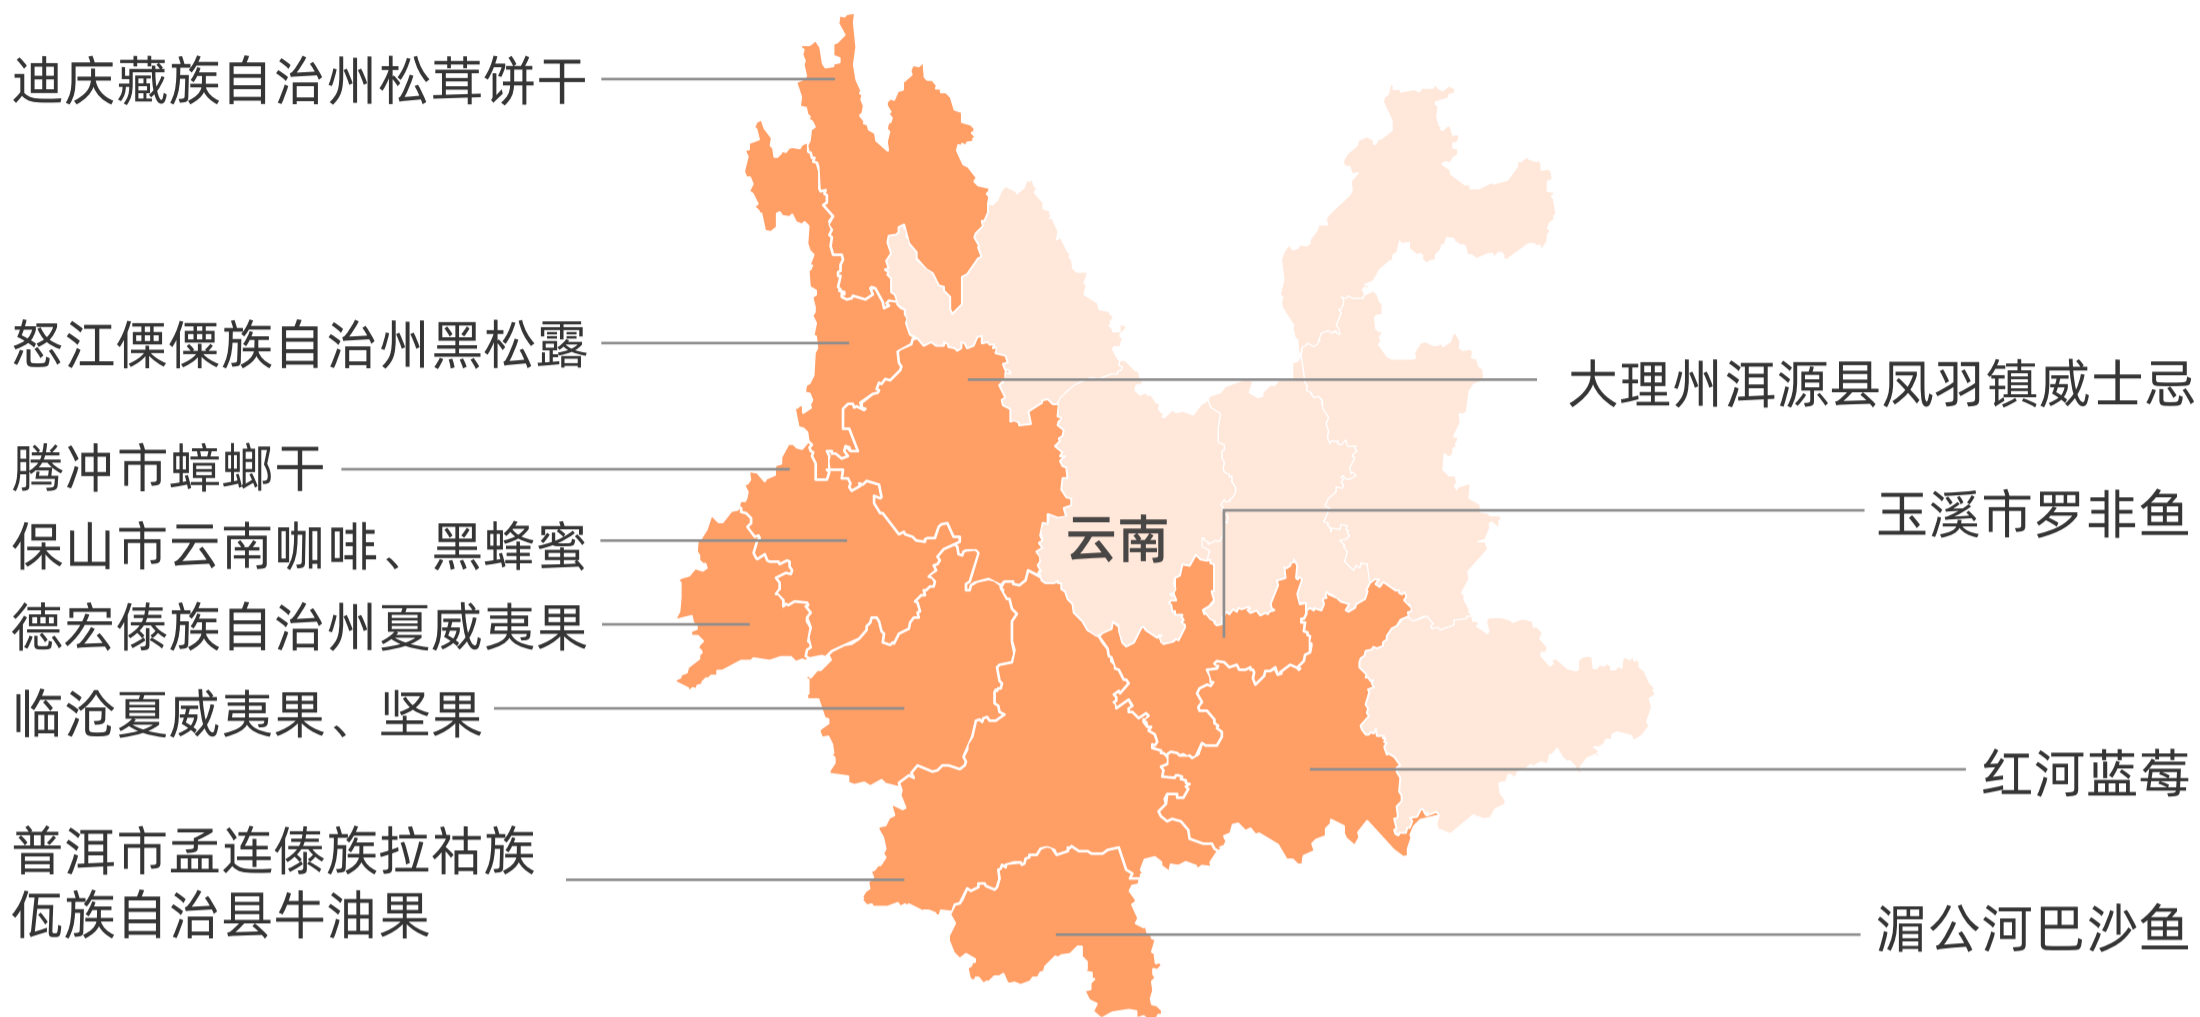 迪庆藏族自治州松茸饼干
怒江傈僳族自治州黑松露
腾冲市蟑螂干
保山市云南咖啡、黑蜂蜜
德宏傣族自治州夏威夷果
临沧夏威夷果、坚果
普洱市孟连傣族拉祜族
佤族自治县牛油果
云南
大理州洱源县凤羽镇威士忌
玉溪市罗非鱼
红河蓝莓
湄公河巴沙鱼